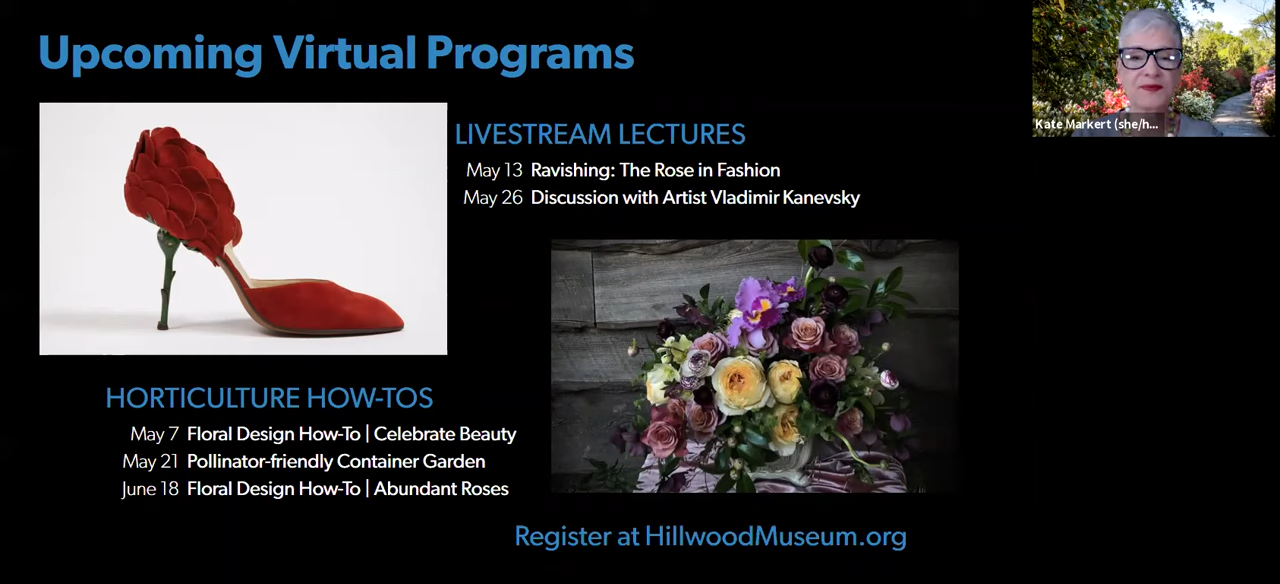 Upcoming Virtual Programs
Kate Markert (she/h...
LIVESTREAM LECTURES
May 13 Ravishing: The Rose in Fashion
May 26 Discussion with Artist Vladimir Kanevsky
HORTICULTURE HOW-TOS
May 7 Floral Design How-To | Celebrate Beauty
May 21 Pollinator-friendly Container Garden
June 18 Floral Design How-To | Abundant Roses
Register at HillwoodMuseum.org